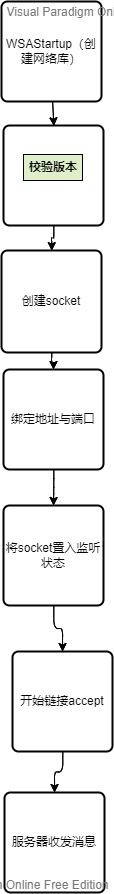 Visual Paradigm Onl
WSAStartup（创
建网络库）
校验版本
创建socket
绑定地址与端口
将socket置入监听
状态
开始链接accept
服务器收发消息
n Online Free Edition